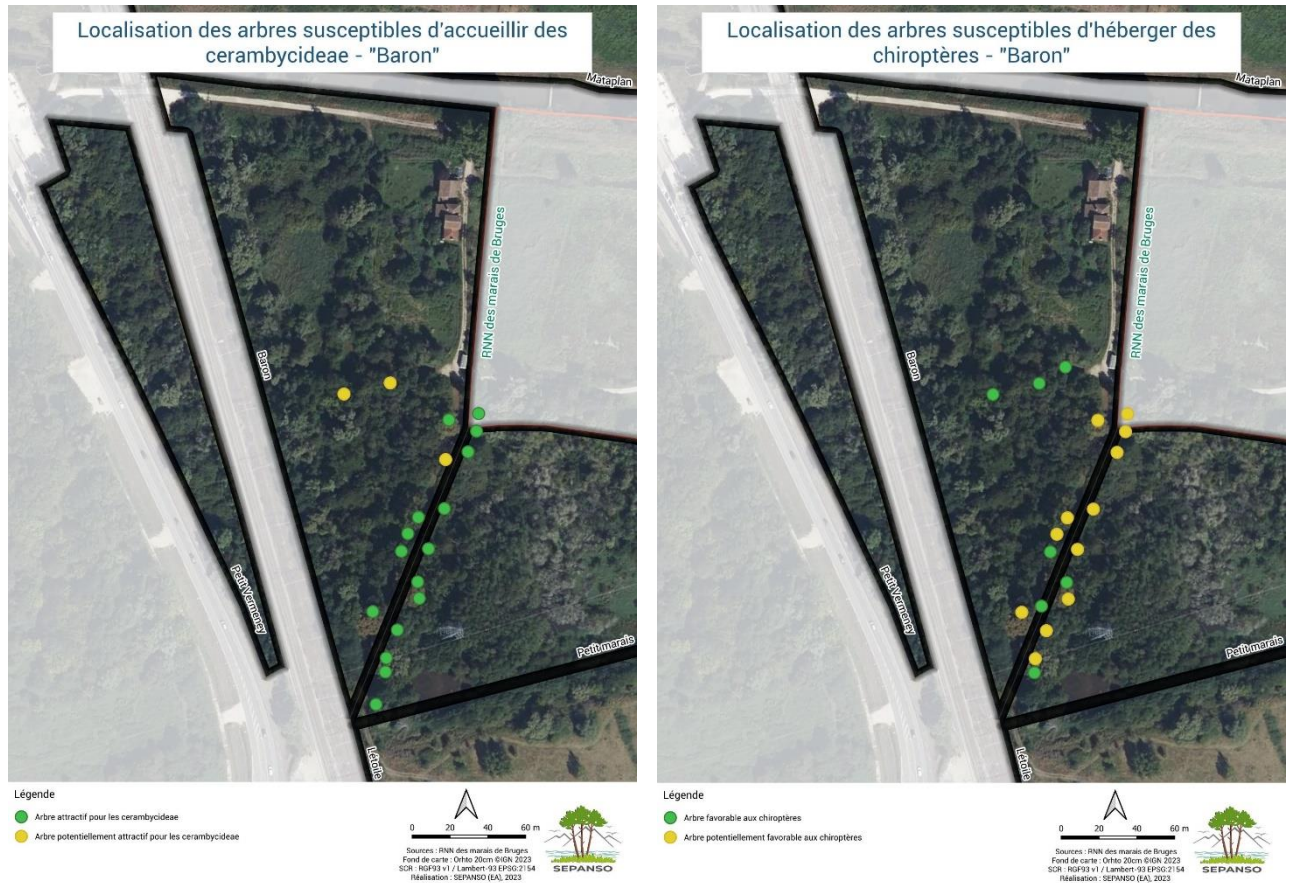 Localisation des arbres susceptibles d'accueillir des
cerambycideae - "Baron"
Mataplan
RNN des marais de Bruges
Baron
Petit Vermeney
Petit marais
Létoile
Légende
Arbre attractif pour les cerambycideae
Arbre potentiellement attractif pour les cerambycideae
0 20 40 60 m
Sources : RNN des marais de Bruges
Fond de carte : Orhto 20cm ©IGN 2023
SCR : RGF93 v1 / Lambert-93 EPSG:2154
Réalisation : SEPANSO (EA), 2023
SEPANSO
Localisation des arbres susceptibles d'héberger des
chiroptères - "Baron"
Mataplan
RNN des marais de Bruges
Baron
Petit Vermeney
Petit marais
Létoile
Légende
Arbre favorable aux chiroptères
Arbre potentiellement favorable aux chiroptères
0 20 40 60 m
Sources : RNN des marais de Bruges
Fond de carte : Orhto 20cm ©IGN 2023
SCR : RGF93 v1 / Lambert-93 EPSG:2154
Réalisation : SEPANSO (EA), 2023
SEPANSO